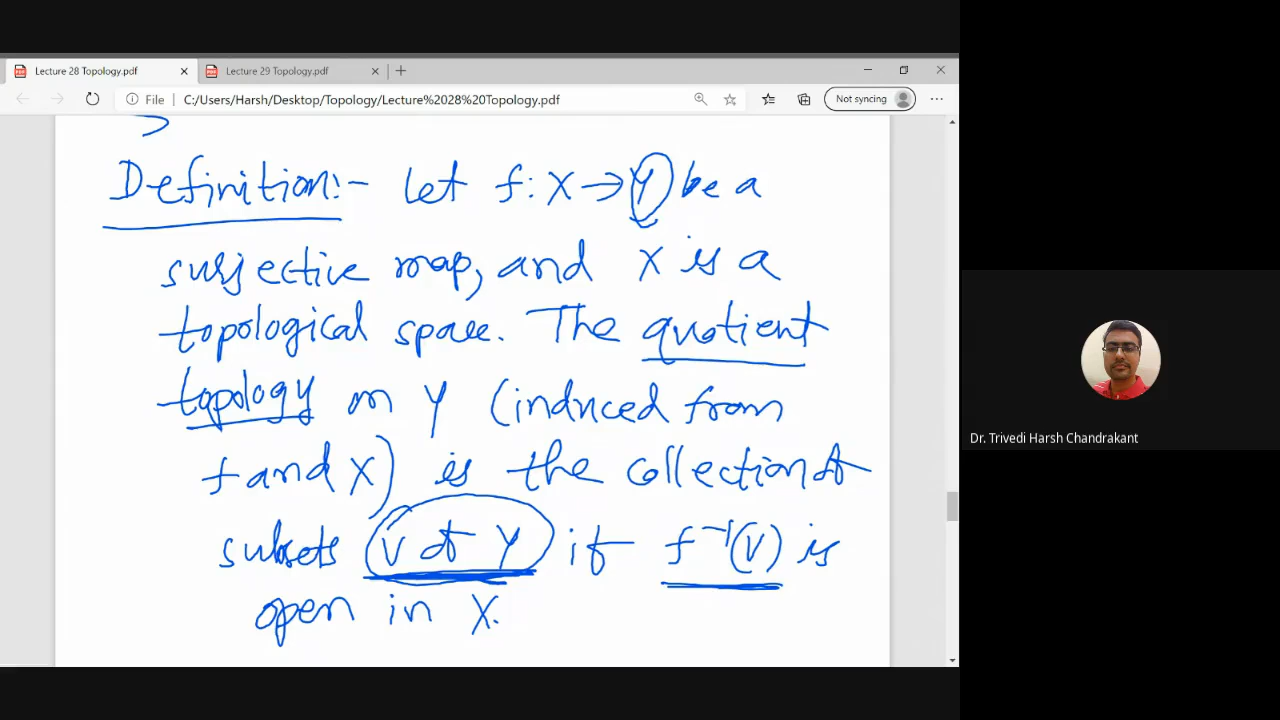 Lecture 28 Topology.pdf
Lecture 29 Topology.pdf
File
C:/Users/Harsh/Desktop/Topology/Lecture%2028%20Topology.pdf
Not syncing
Definition:- Let f: X → Y be a
surjective map, and X is a
topological space. The quotient
topology on Y (induced from
f and X) is the collection of
subsets V of Y if f⁻¹(V) is
open in X.
Dr. Trivedi Harsh Chandrakant